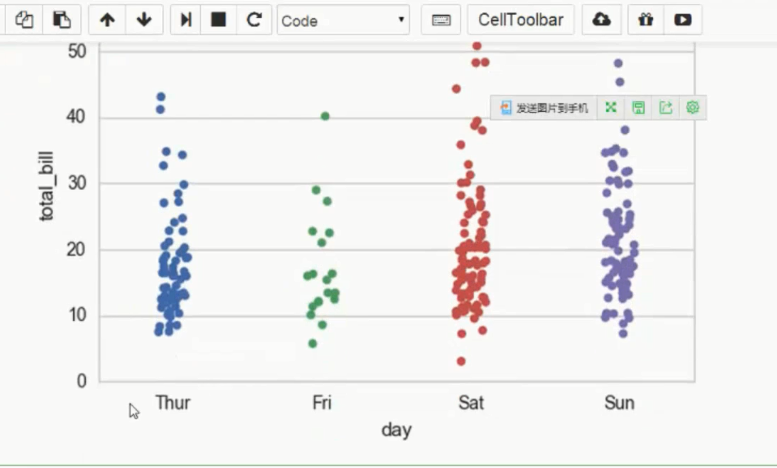 Code
CellToolbar
发送图片到手机
50
40
30
20
10
0
total_bill
Thur Fri Sat Sun
day